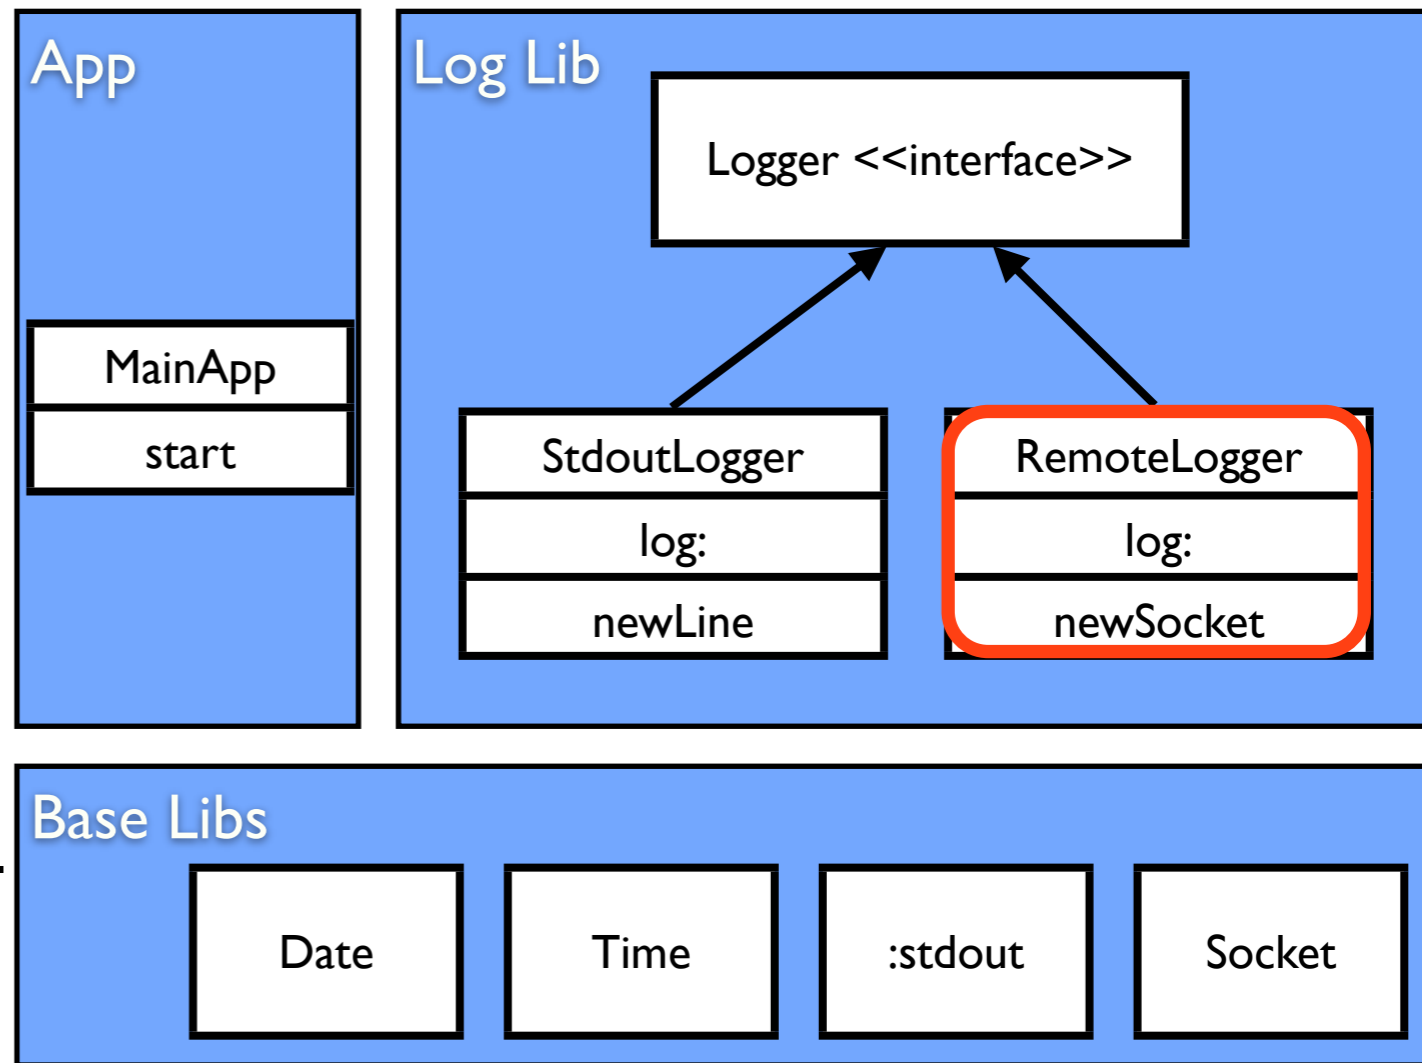 App
MainApp
start
Log Lib
Logger <<interface>>
StdoutLogger
log:
newLine
RemoteLogger
log:
newSocket
Base Libs
Date
Time
:stdout
Socket